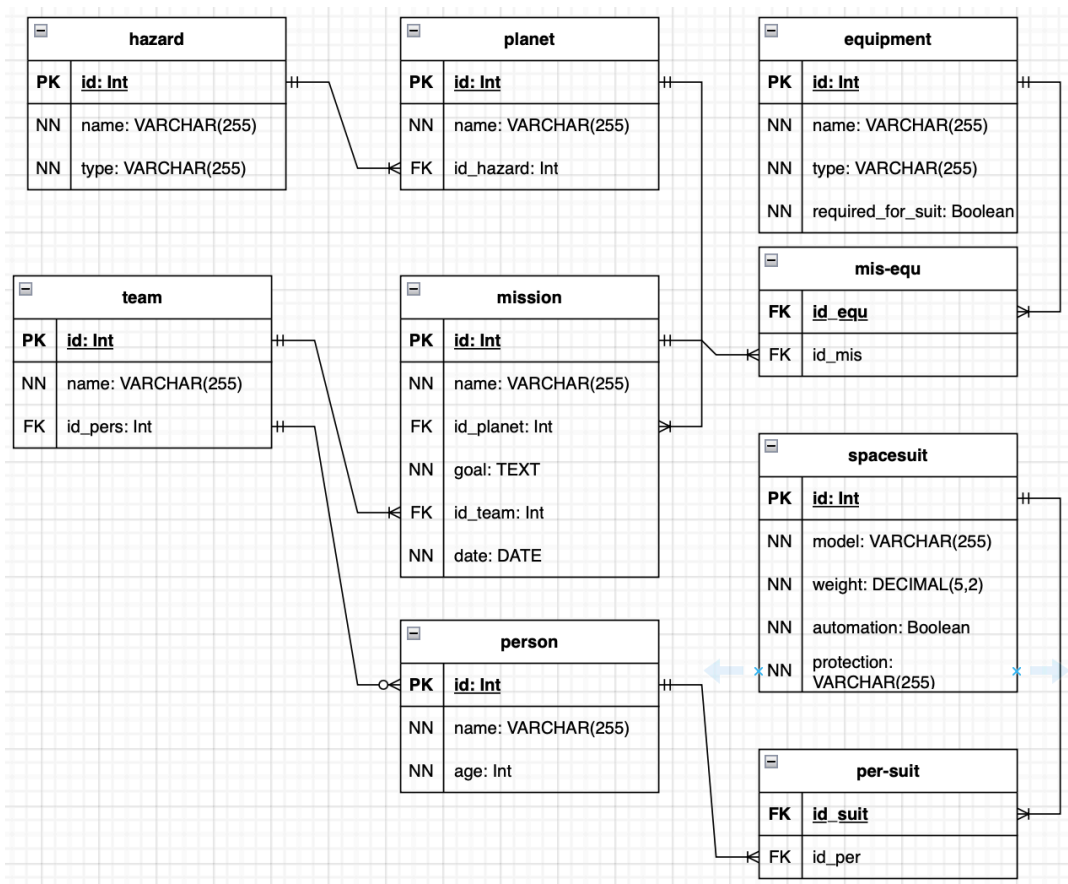 hazard
PK id: Int
NN name: VARCHAR(255)
NN type: VARCHAR(255)
planet
PK id: Int
NN name: VARCHAR(255)
FK id_hazard: Int
equipment
PK id: Int
NN name: VARCHAR(255)
NN type: VARCHAR(255)
NN required_for_suit: Boolean
mis-equ
FK id_equ
FK id_mis
team
PK id: Int
NN name: VARCHAR(255)
FK id_pers: Int
mission
PK id: Int
NN name: VARCHAR(255)
FK id_planet: Int
NN goal: TEXT
FK id_team: Int
NN date: DATE
spacesuit
PK id: Int
NN model: VARCHAR(255)
NN weight: DECIMAL(5,2)
NN automation: Boolean
NN protection:
VARCHAR(255)
person
PK id: Int
NN name: VARCHAR(255)
NN age: Int
per-suit
FK id_suit
FK id_per